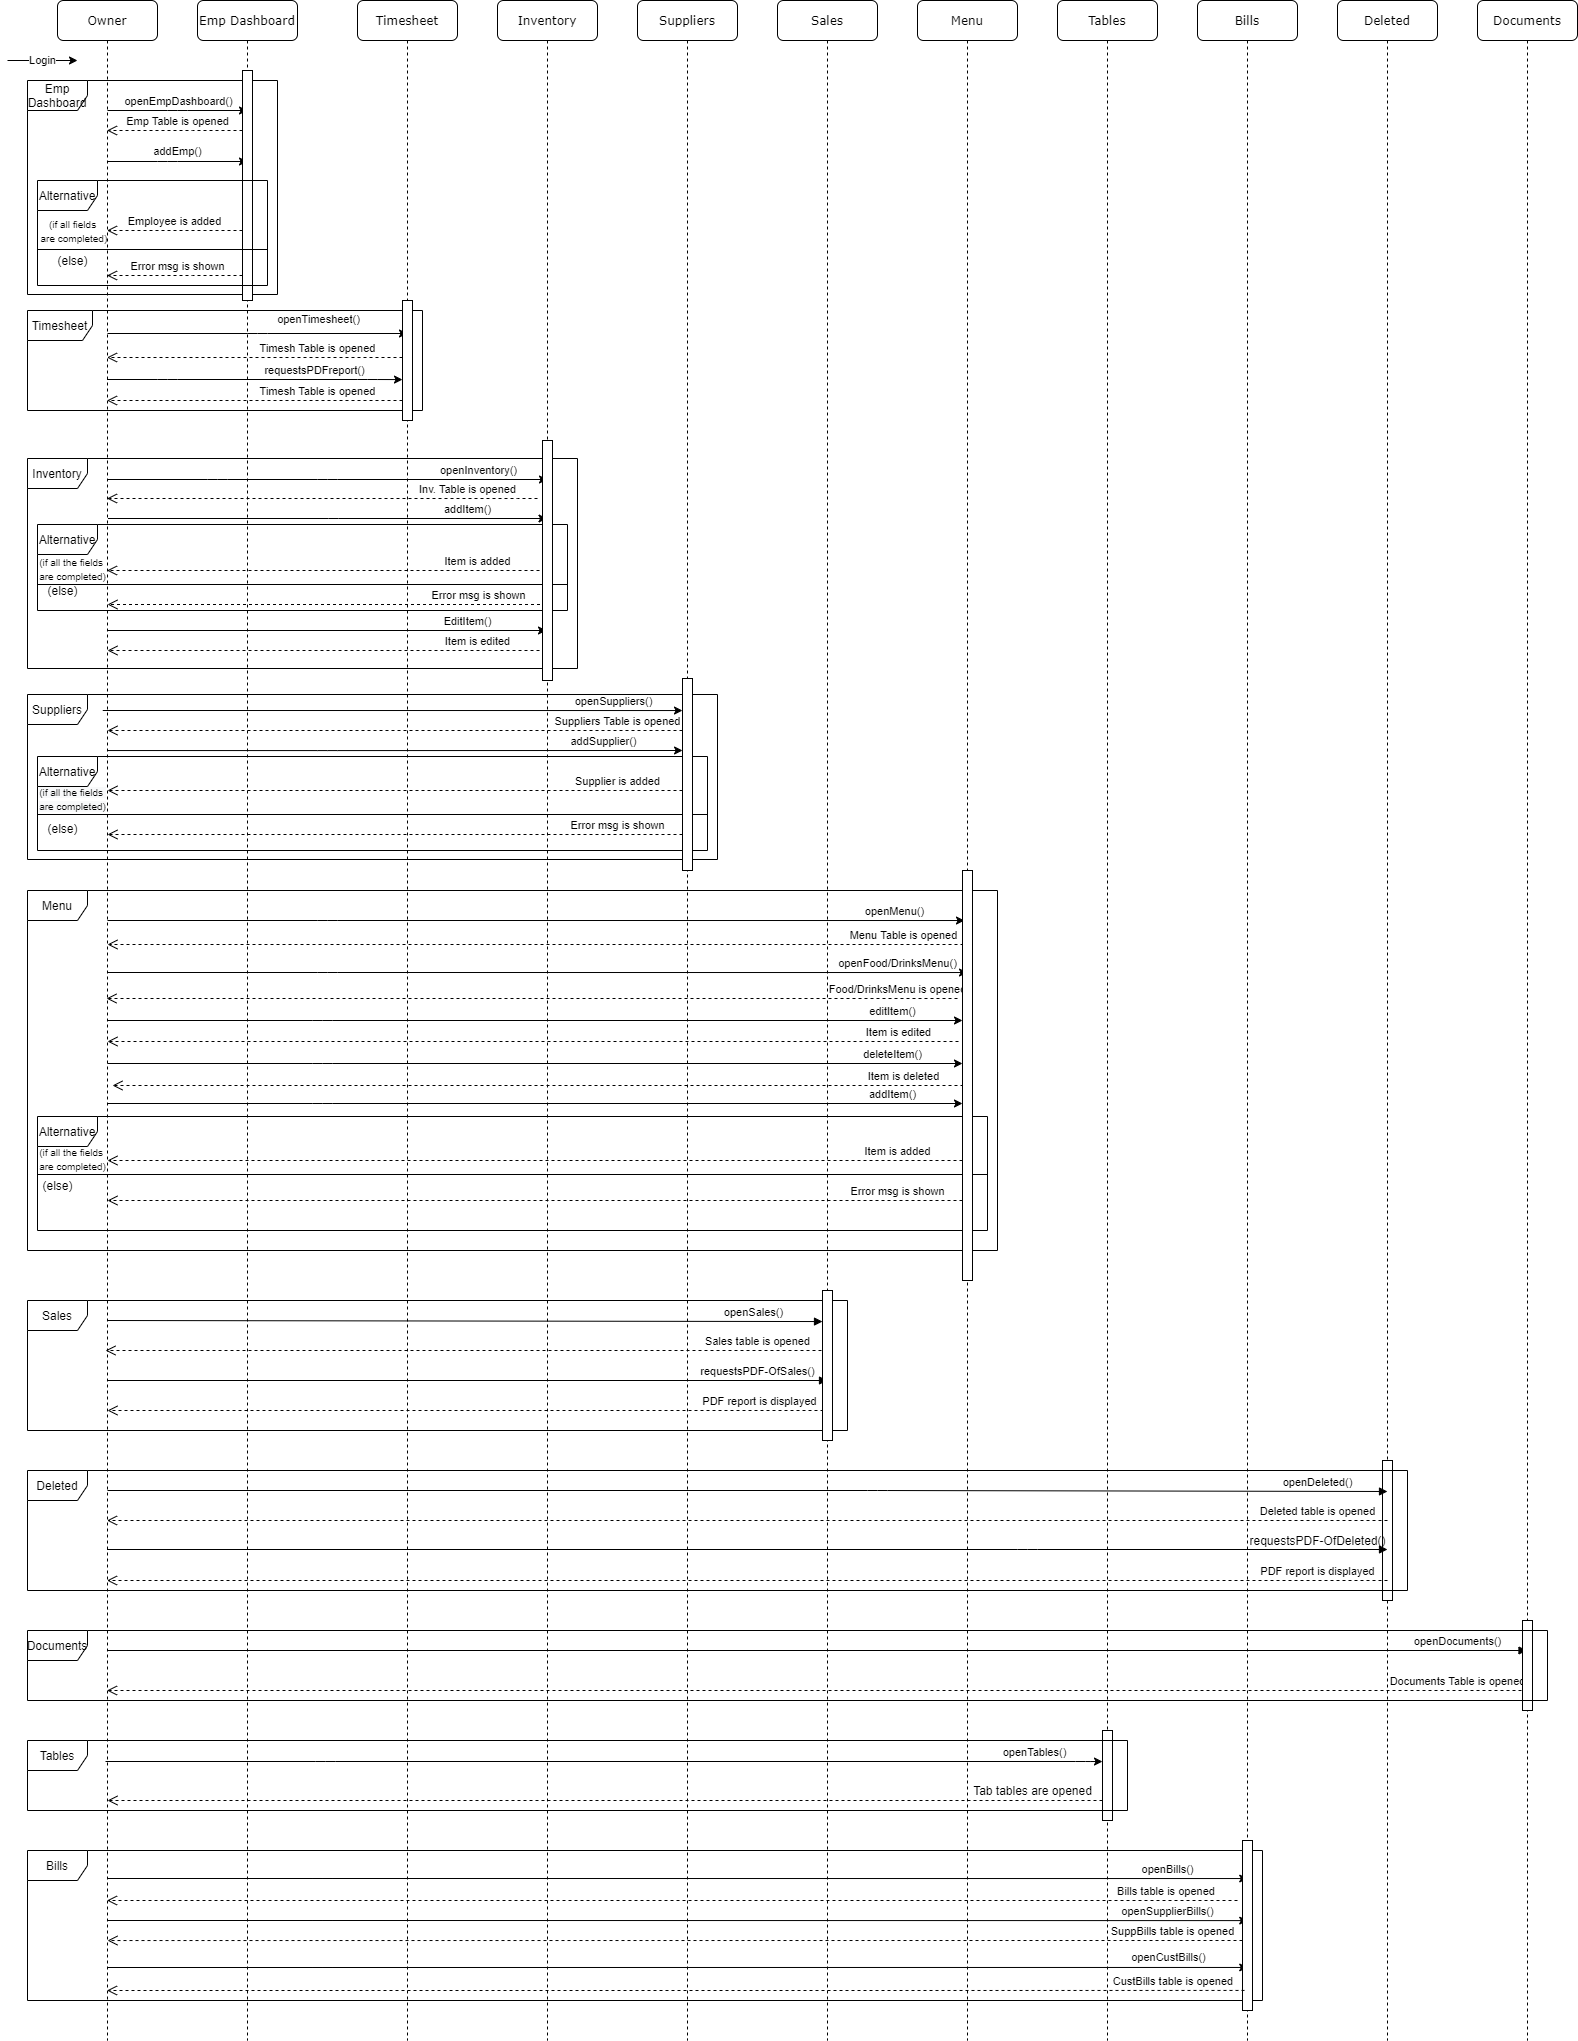 Owner
Emp Dashboard
Timesheet
Inventory
Suppliers
Sales
Menu
Tables
Bills
Deleted
Documents
Login
Emp
Dashboard
openEmpDashboard()
Emp Table is opened
addEmp()
Alternative
Employee is added
(if all fields
are completed)
(else)
Error msg is shown
Timesheet
openTimesheet()
Timesh Table is opened
requestsPDFreport()
Timesh Table is opened
Inventory
openInventory()
Inv. Table is opened
addItem()
Alternative
(if all the fields
are completed)
Item is added
(else)
Error msg is shown
EditItem()
Item is edited
Suppliers
openSuppliers()
Suppliers Table is opened
addSupplier()
Alternative
Supplier is added
(if all the fields
are completed)
(else)
Error msg is shown
Menu
openMenu()
Menu Table is opened
openFood/DrinksMenu()
Food/DrinksMenu is opened
editItem()
Item is edited
deleteItem()
Item is deleted
addItem()
Alternative
(if all the fields
are completed)
Item is added
(else)
Error msg is shown
Sales
openSales()
Sales table is opened
requestsPDF-OfSales()
PDF report is displayed
Deleted
openDeleted()
Deleted table is opened
requestsPDF-OfDeleted()
PDF report is displayed
Documents
openDocuments()
Documents Table is opened
Tables
openTables()
Tab tables are opened
Bills
openBills()
Bills table is opened
openSupplierBills()
SuppBills table is opened
openCustBills()
CustBills table is opened